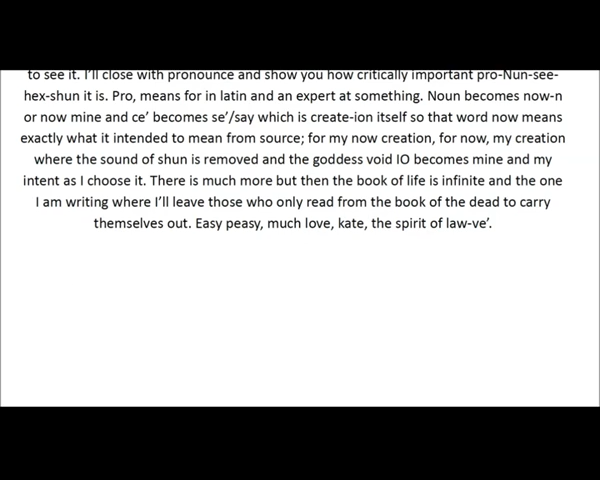 to see it. I'll close with pronounce and show you how critically important pro-Nun-see-
hex-shun it is. Pro, means for in latin and an expert at something. Noun becomes now-n
or now mine and ce' becomes se'/say which is create-ion itself so that word now means
exactly what it intended to mean from source; for my now creation, for now, my creation
where the sound of shun is removed and the goddess void IO becomes mine and my
intent as I choose it. There is much more but then the book of life is infinite and the one
I am writing where I'll leave those who only read from the book of the dead to carry
themselves out. Easy peasy, much love, kate, the spirit of law-ve'.